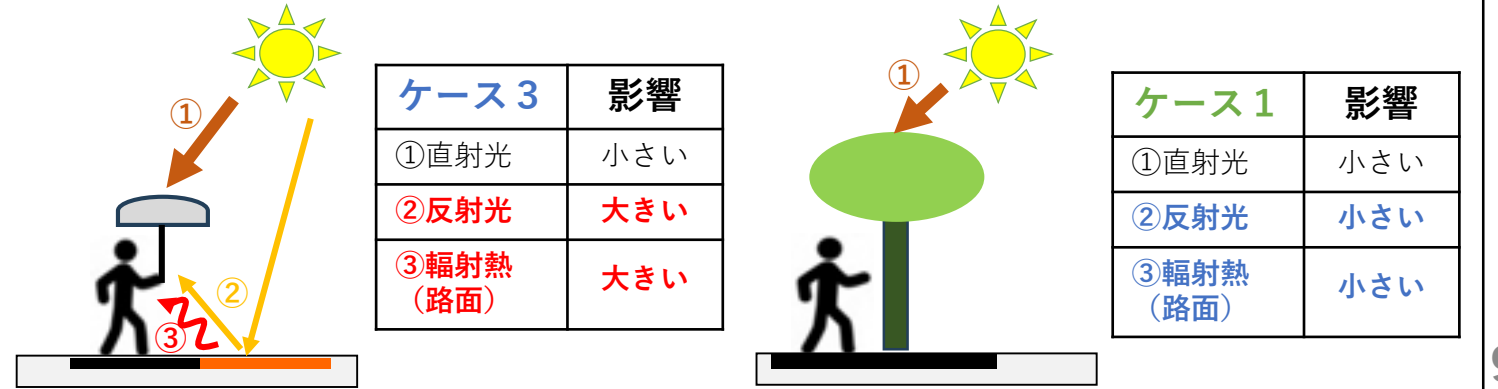 ①
②
③
ケース３ 影響
①直射光 小さい
②反射光 大きい
③輻射熱
（路面） 大きい
①
ケース１ 影響
①直射光 小さい
②反射光 小さい
③輻射熱
（路面） 小さい